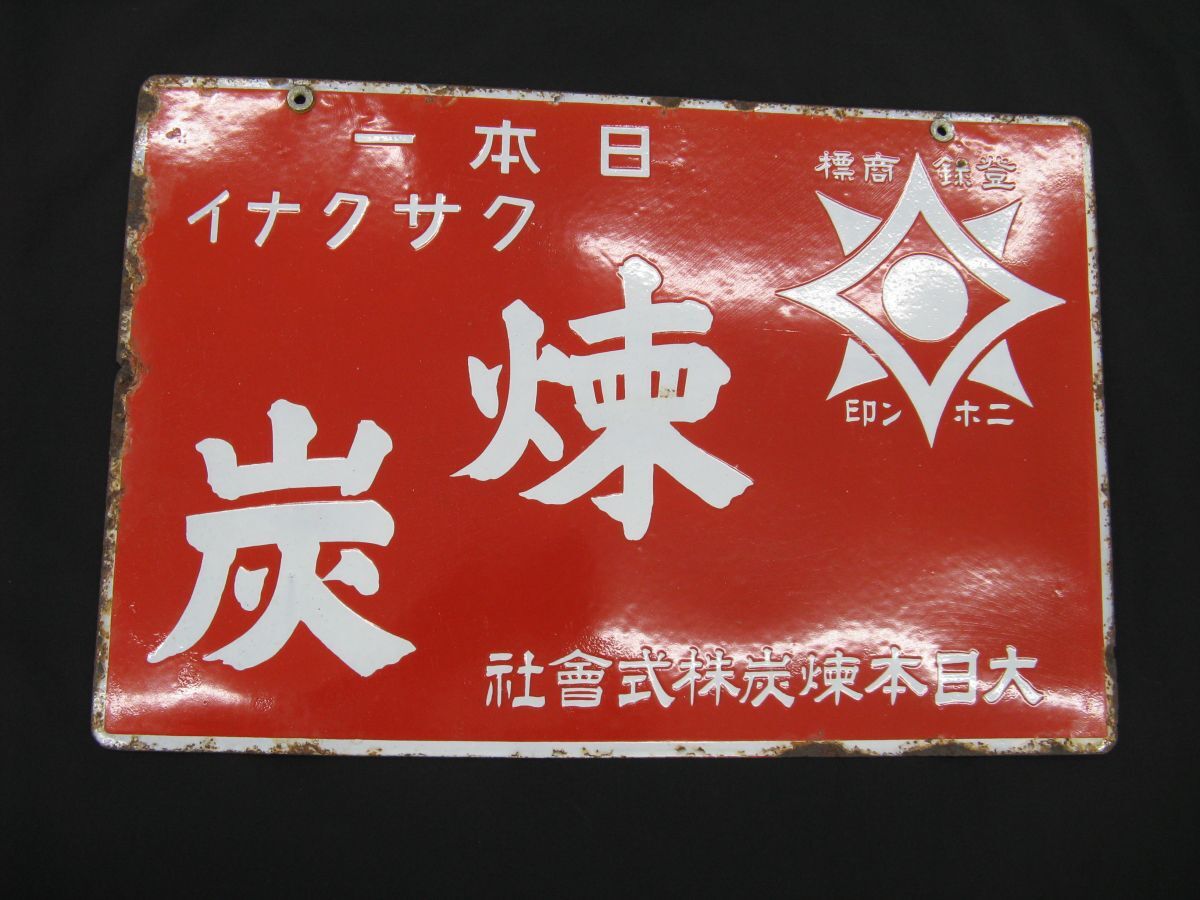 登録商標
ニホン印
日本一
クサクナイ
煉炭
大日本煉炭株式會社